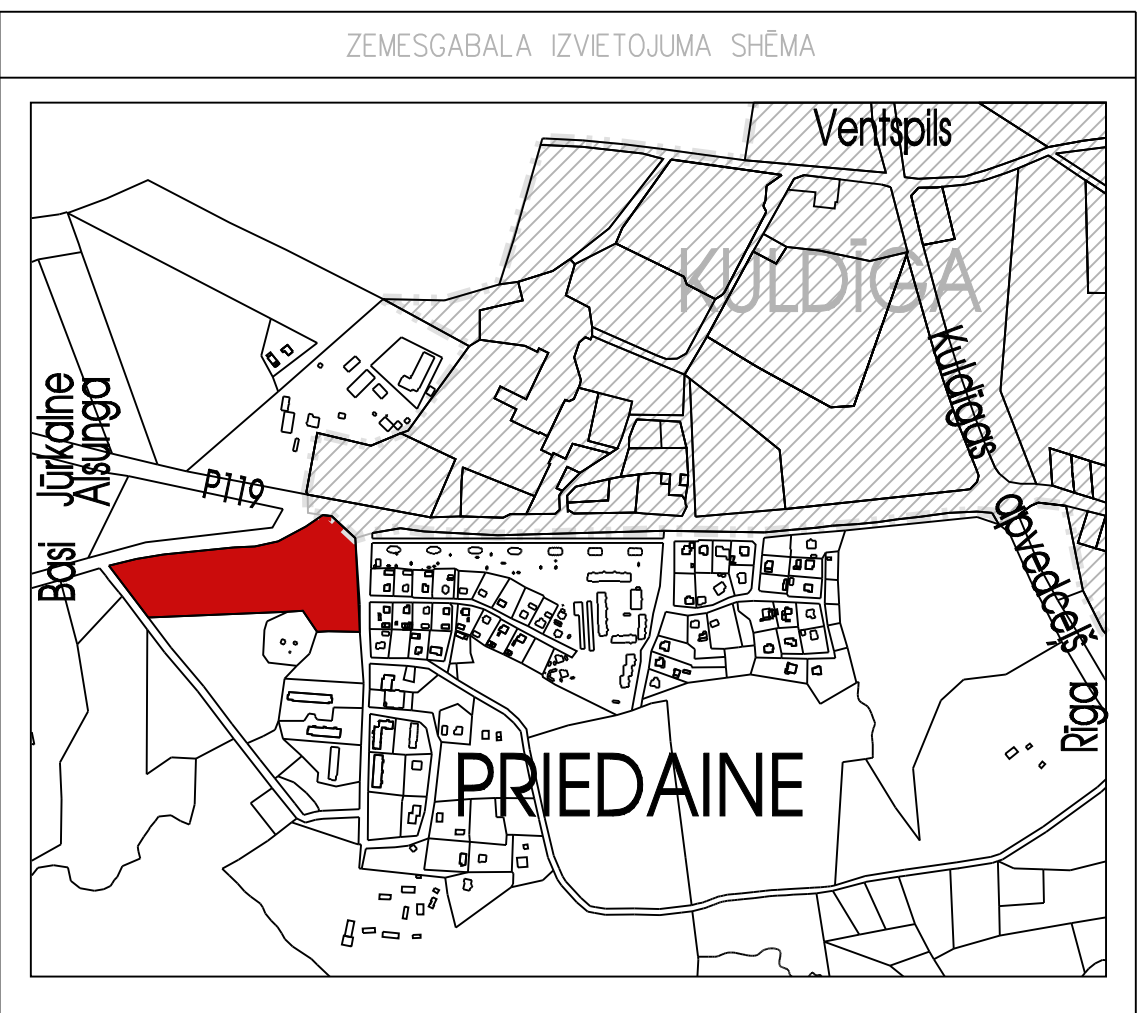 ZEMESGABALA IZVIETOJUMA SHĒMA
Ventspils
KULDĪGA
Kuldīgas
apvedceļš
Rīga
Jūrkalne
Alsunga
P119
Basi
PRIEDAINE